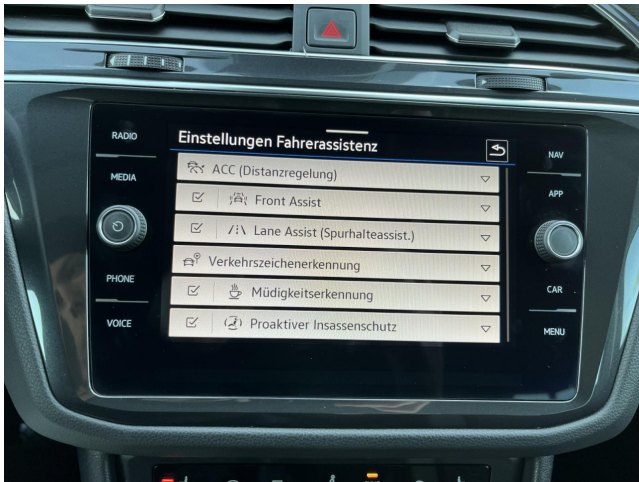 RADIO
MEDIA
PHONE
VOICE
Einstellungen Fahrerassistenz
ACC (Distanzregelung)
Front Assist
Lane Assist (Spurhalteassist.)
Verkehrszeichenerkennung
Müdigkeitserkennung
Proaktiver Insassenschutz
NAV
APP
CAR
MENU